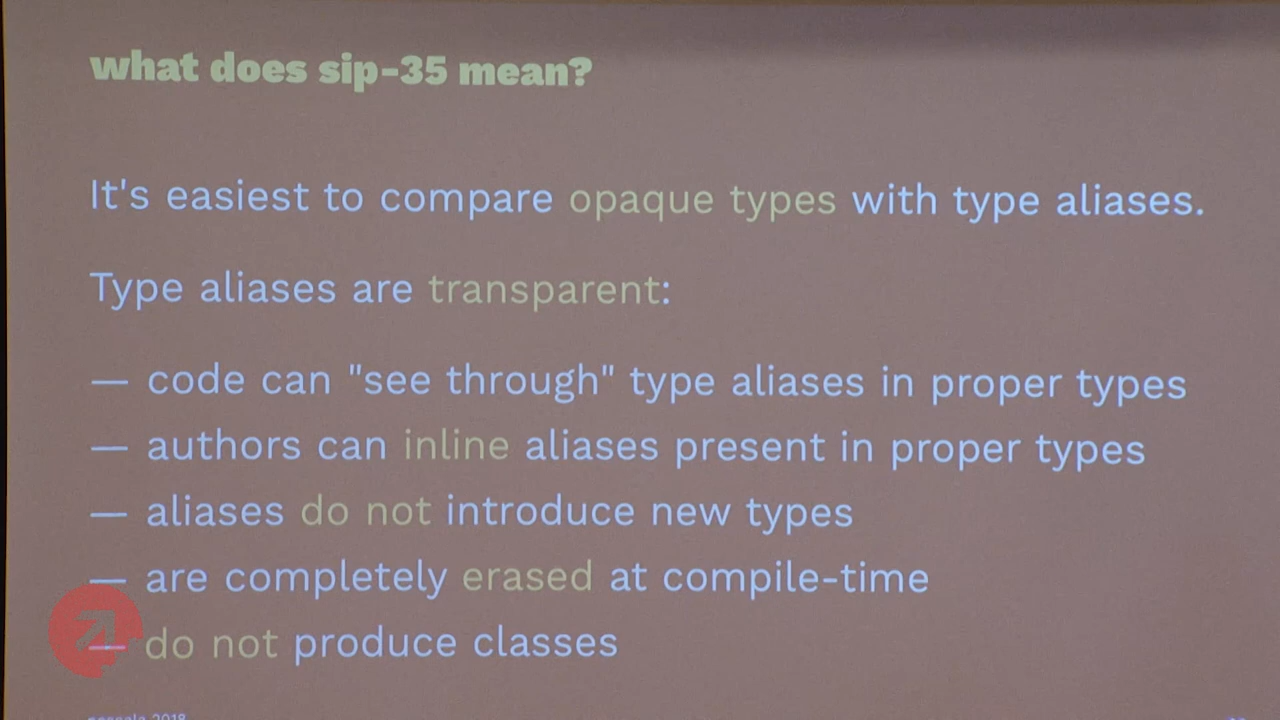 what does sip-35 mean?
It's easiest to compare opaque types with type aliases.
Type aliases are transparent:
— code can "see through" type aliases in proper types
— authors can inline aliases present in proper types
— aliases do not introduce new types
— are completely erased at compile-time
— do not produce classes
2018